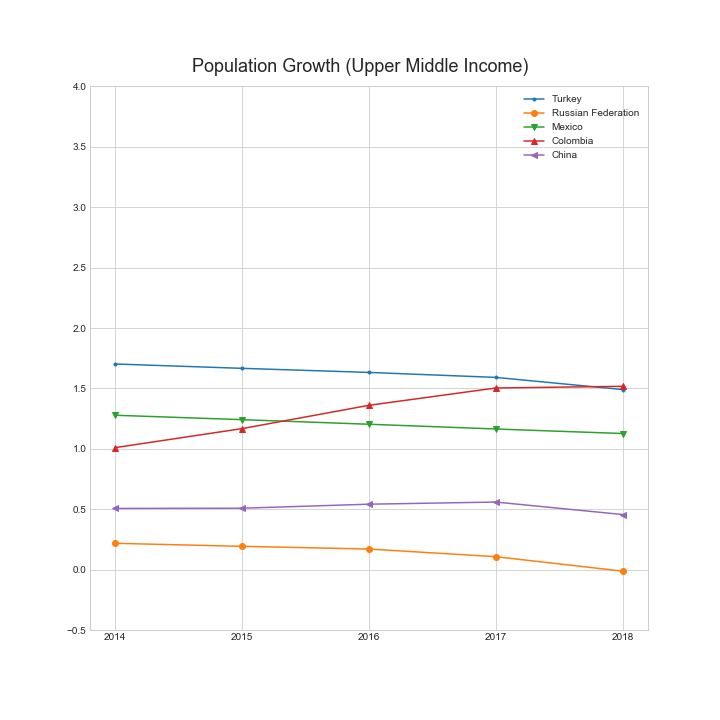 Population Growth (Upper Middle Income)
4.0
3.5
3.0
2.5
2.0
1.5
1.0
0.5
0.0
−0.5
2014 2015 2016 2017 2018
Turkey
Russian Federation
Mexico
Colombia
China